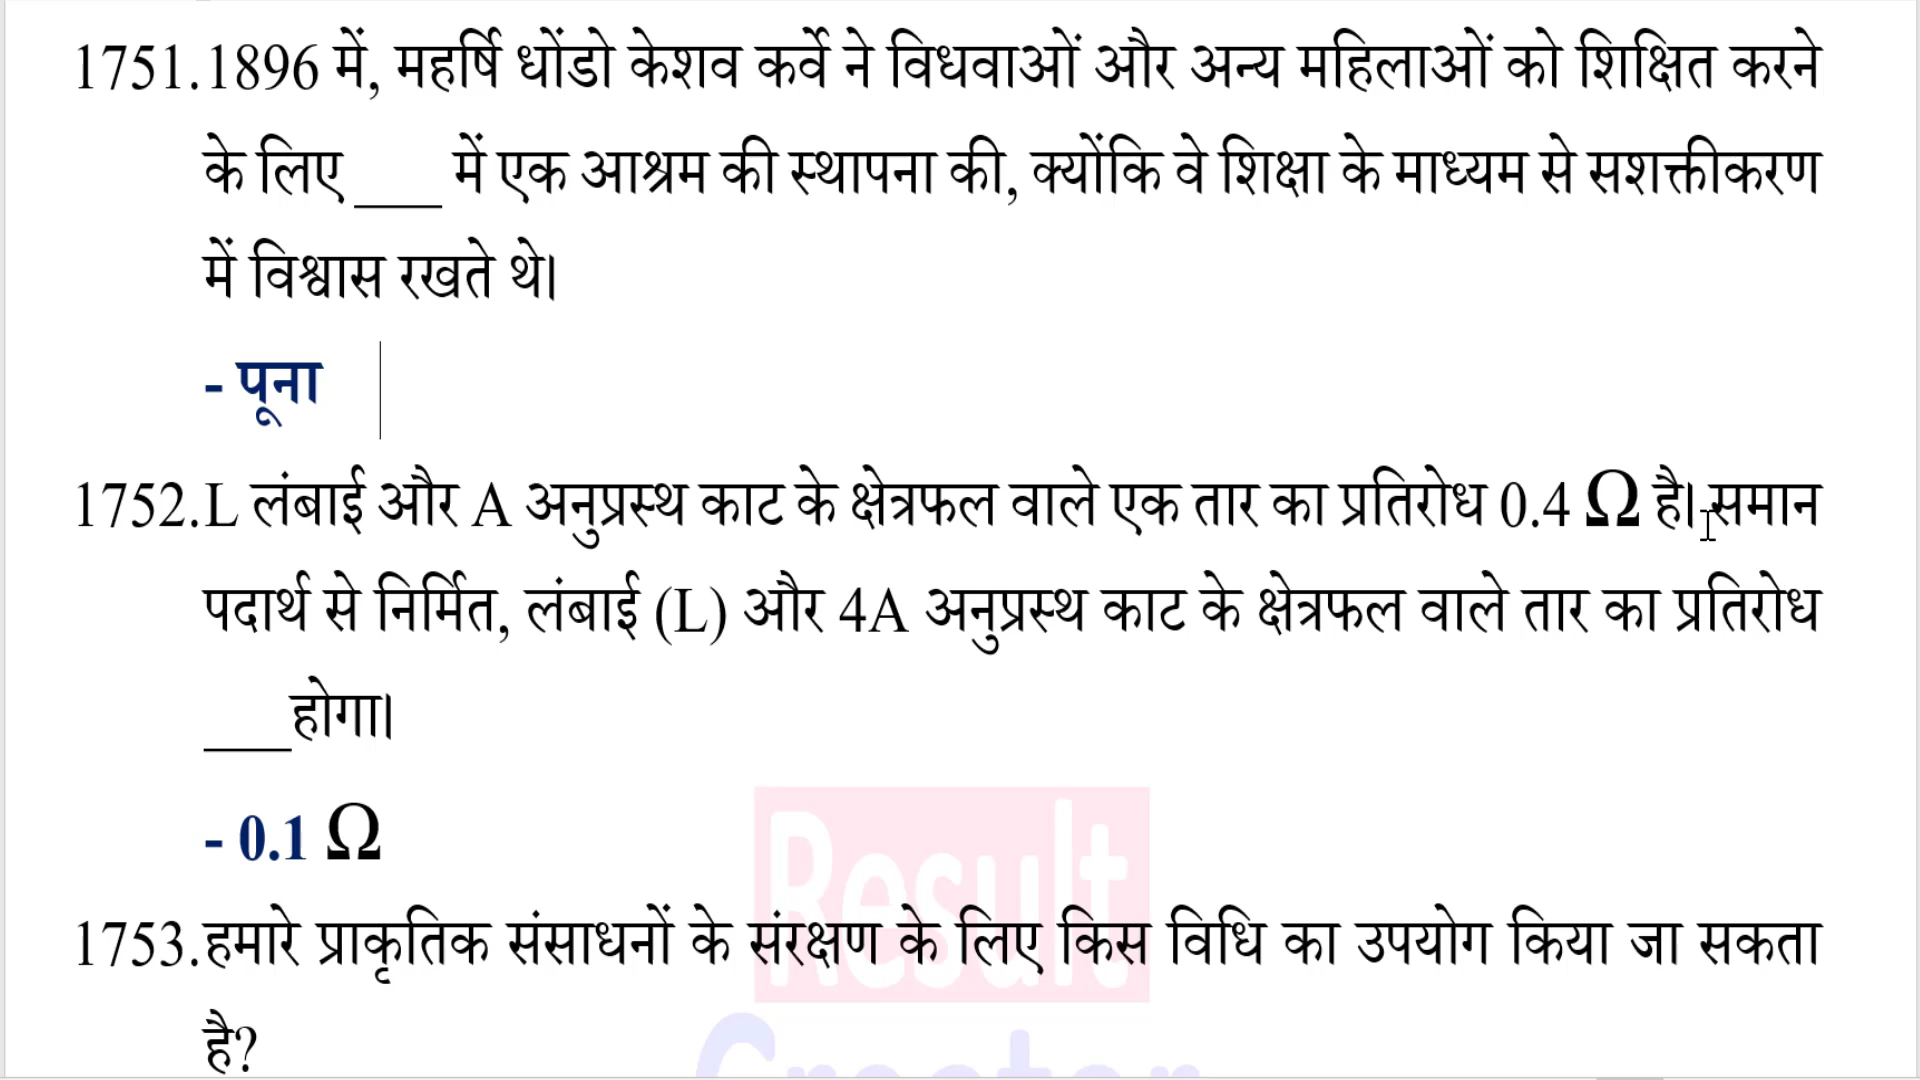 1751. 1896 में, महर्षि धोंडो केशव कर्वे ने विधवाओं और अन्य महिलाओं को शिक्षित करने
के लिए ___ में एक आश्रम की स्थापना की, क्योंकि वे शिक्षा के माध्यम से सशक्तीकरण
में विश्वास रखते थे।
- पूना
1752. L लंबाई और A अनुप्रस्थ काट के क्षेत्रफल वाले एक तार का प्रतिरोध 0.4 Ω है। समान
पदार्थ से निर्मित, लंबाई (L) और 4A अनुप्रस्थ काट के क्षेत्रफल वाले तार का प्रतिरोध
___होगा।
- 0.1 Ω
Result
1753. हमारे प्राकृतिक संसाधनों के संरक्षण के लिए किस विधि का उपयोग किया जा सकता
है?